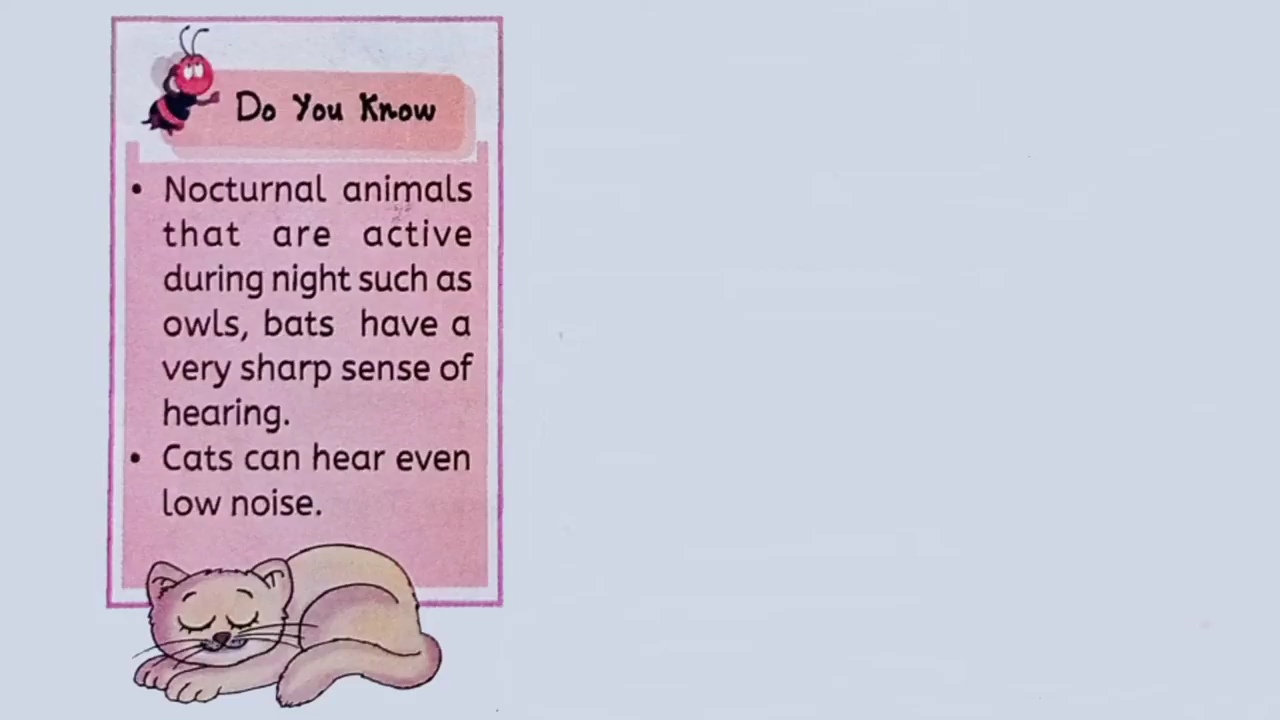 Do You Know
• Nocturnal animals
that are active
during night such as
owls, bats have a
very sharp sense of
hearing.
• Cats can hear even
low noise.